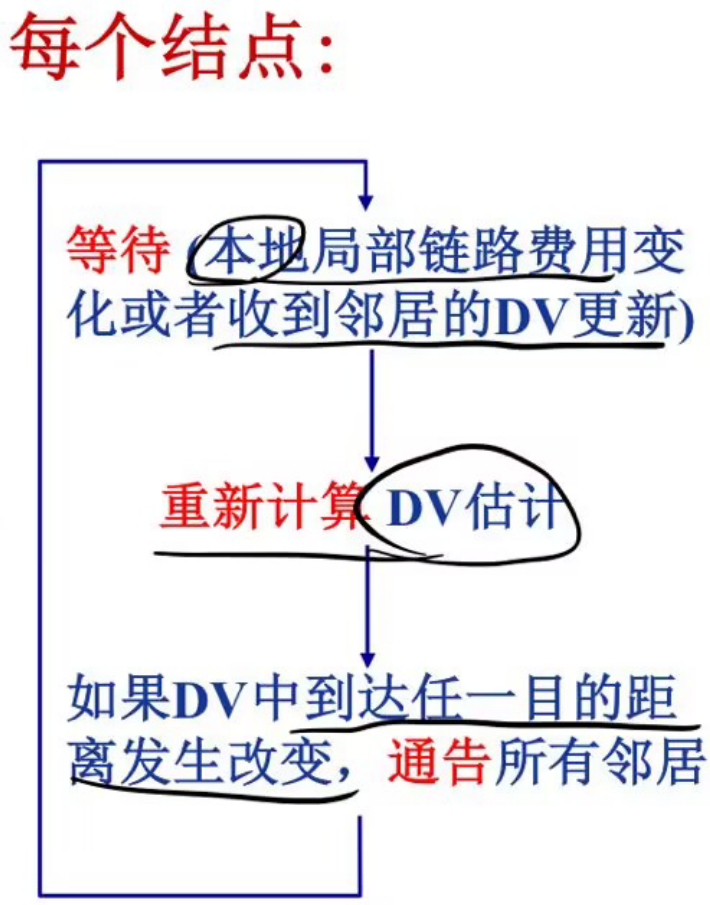 每个结点：
等待 (本地局部链路费用变
化或者收到邻居的DV更新)
重新计算 DV估计
如果DV中到达任一目的距
离发生改变，通告所有邻居